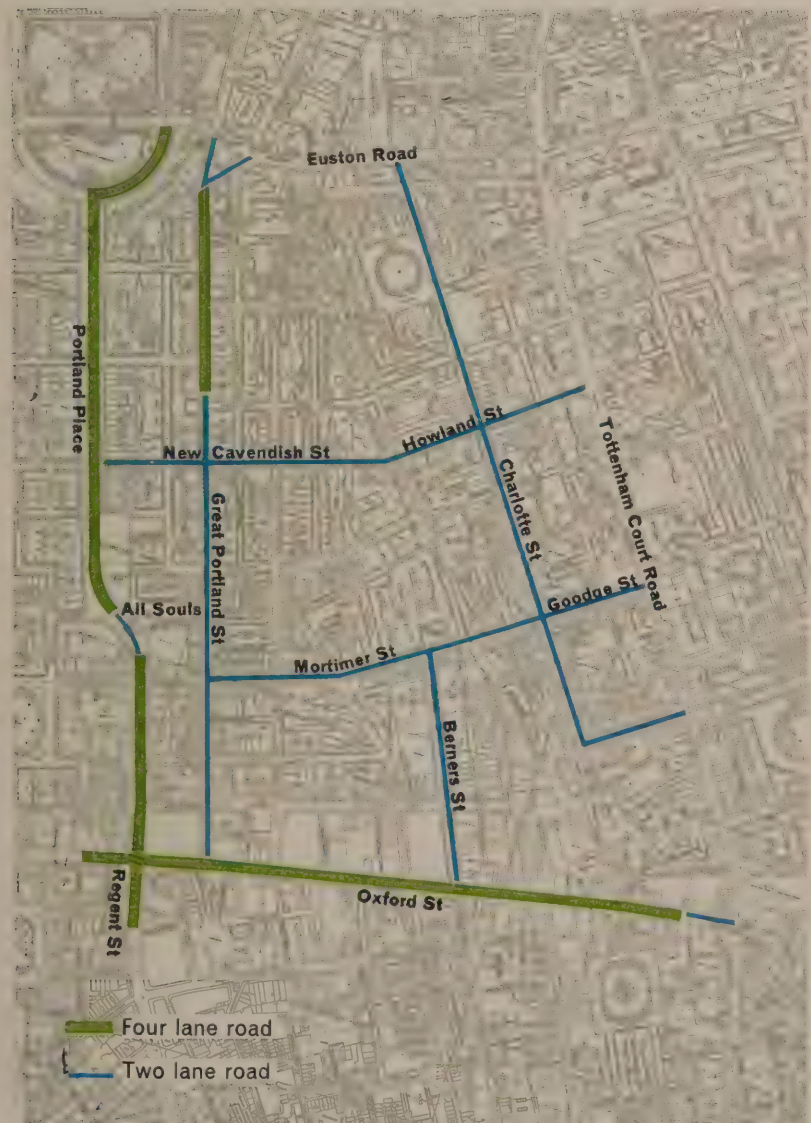 Euston Road
Portland Place
Howland St
New Cavendish St
Tottenham Court Road
Charlotte St
Great Portland St
Goodge St
All Souls
Mortimer St
Berners St
Regent St
Oxford St
Four lane road
Two lane road